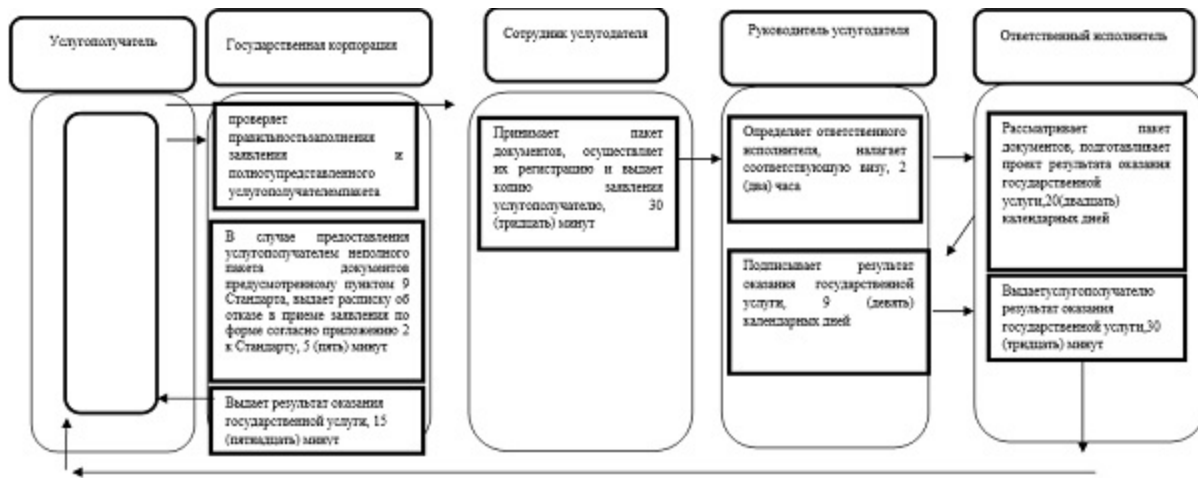 Услугополучатель
Государственная корпорация
Сотрудник услугодателя
Руководитель услугодателя
Ответственный исполнитель
проверяет
правильностьзаполнения
заявления и
полнотупредставленного
услугополучателемпакета
В случае предоставления
услугополучателем неполного
пакета документов
предусмотренному пунктом 9
Стандарта, выдает расписку об
отказе в приеме заявления по
форме согласно приложению 2
к Стандарту, 5 (пять) минут
Выдает результат оказания
государственной услуги, 15
(пятнадцать) минут
Принимает пакет
документов, осуществляет
их регистрацию и выдает
копию заявления
услугополучателю, 30
(тридцать) минут
Определяет ответственного
исполнителя, налагает
соответствующую визу, 2
(два) часа
Подписывает результат
оказания государственной
услуги, 9 (девять)
календарных дней
Рассматривает пакет
документов, подготавливает
проект результата оказания
государственной
услуги,20(двадцать)
календарных дней
Выдаетуслугополучателю
результат оказания
государственной услуги,30
(тридцать) минут